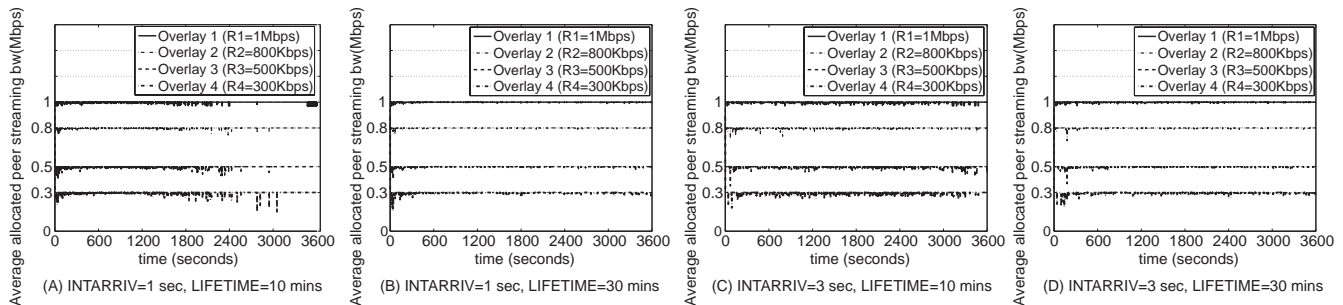 Average allocated peer streaming bw(Mbps)
Overlay 1 (R1=1Mbps)
Overlay 2 (R2=800Kbps)
Overlay 3 (R3=500Kbps)
Overlay 4 (R4=300Kbps)
1
0.8
0.5
0.3
0
0 600 1200 1800 2400 3000 3600
time (seconds)
(A) INTARRIV=1 sec, LIFETIME=10 mins
Average allocated peer streaming bw(Mbps)
Overlay 1 (R1=1Mbps)
Overlay 2 (R2=800Kbps)
Overlay 3 (R3=500Kbps)
Overlay 4 (R4=300Kbps)
1
0.8
0.5
0.3
0
0 600 1200 1800 2400 3000 3600
time (seconds)
(B) INTARRIV=1 sec, LIFETIME=30 mins
Average allocated peer streaming bw(Mbps)
Overlay 1 (R1=1Mbps)
Overlay 2 (R2=800Kbps)
Overlay 3 (R3=500Kbps)
Overlay 4 (R4=300Kbps)
1
0.8
0.5
0.3
0
0 600 1200 1800 2400 3000 3600
time (seconds)
(C) INTARRIV=3 sec, LIFETIME=10 mins
Average allocated peer streaming bw(Mbps)
Overlay 1 (R1=1Mbps)
Overlay 2 (R2=800Kbps)
Overlay 3 (R3=500Kbps)
Overlay 4 (R4=300Kbps)
1
0.8
0.5
0.3
0
0 600 1200 1800 2400 3000 3600
time (seconds)
(D) INTARRIV=3 sec, LIFETIME=30 mins